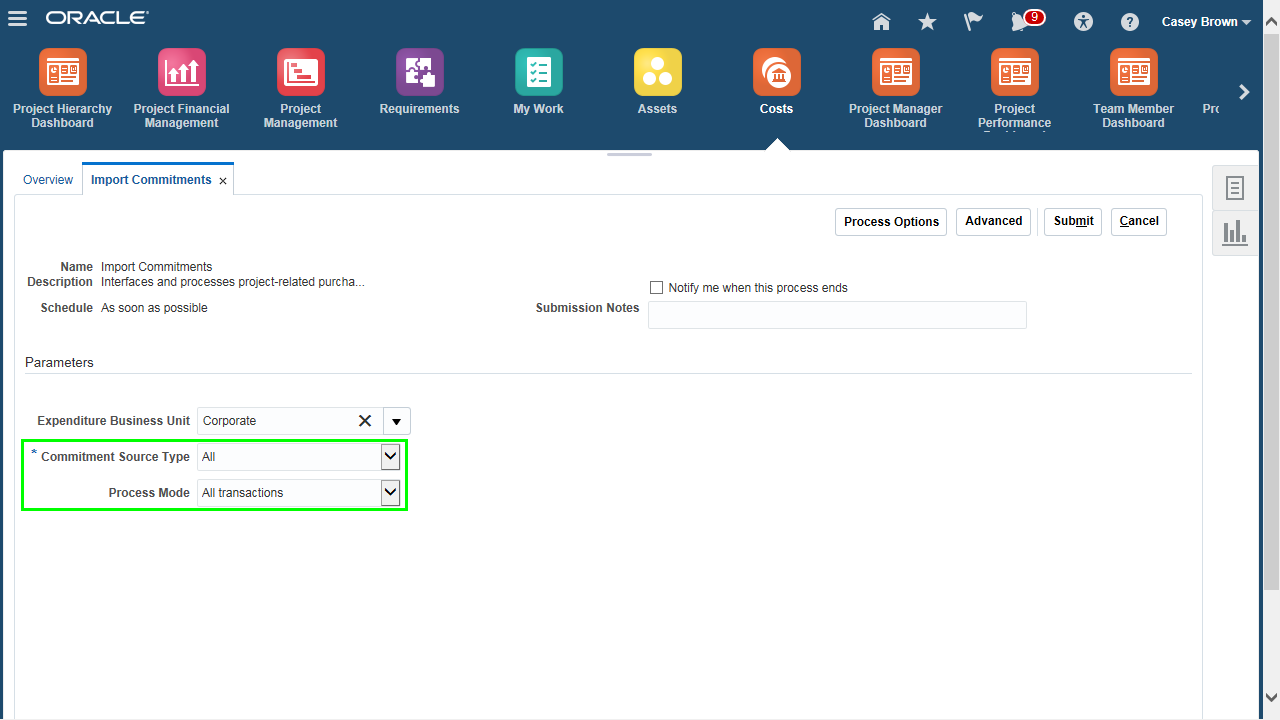 ORACLE
9
Casey Brown
Project Hierarchy
Dashboard
Project Financial
Management
Project
Management
Requirements
My Work
Assets
Costs
Project Manager
Dashboard
Project
Performance
Team Member
Dashboard
Overview
Import Commitments ×
Process Options
Advanced
Submit
Cancel
Name Import Commitments
Description Interfaces and processes project-related purcha...
Notify me when this process ends
Schedule As soon as possible
Submission Notes
Parameters
Expenditure Business Unit Corporate
* Commitment Source Type All
Process Mode All transactions